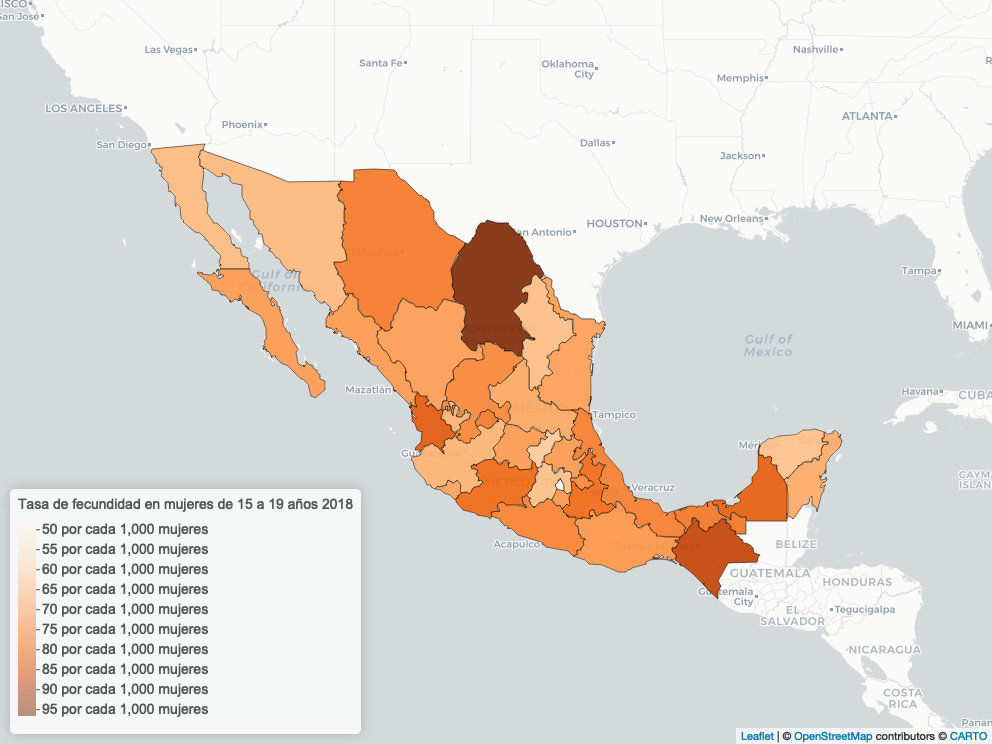 ISCO
San José
Las Vegas
Santa Fe
Oklahoma
City
Nashville
Memphis
LOS ANGELES
ATLANTA
Phoenix
San Diego
Dallas
Jackson
HOUSTON
New Orleans
an Antonio
Chihuahua
Gulf of
California
Tampa
MONTERRE
MIAMI
Gulf of
Mexico
Mazatlán
Havana
CUBA
MEXICO
Tampico
Mérida
Gu
CAYM
ISLAN
MEXICO CITY
Veracruz
Tasa de fecundidad en mujeres de 15 a 19 años 2018
50 por cada 1,000 mujeres
55 por cada 1,000 mujeres
60 por cada 1,000 mujeres
65 por cada 1,000 mujeres
70 por cada 1,000 mujeres
75 por cada 1,000 mujeres
80 por cada 1,000 mujeres
85 por cada 1,000 mujeres
90 por cada 1,000 mujeres
95 por cada 1,000 mujeres
Acapulco
Tuxtla Gutiérrez
BELIZE
GUATEMALA
Guatemala
City
HONDURAS
EL
SALVADOR
Tegucigalpa
NICARAGUA
COSTA
RICA
Panam
Leaflet | © OpenStreetMap contributors © CARTO